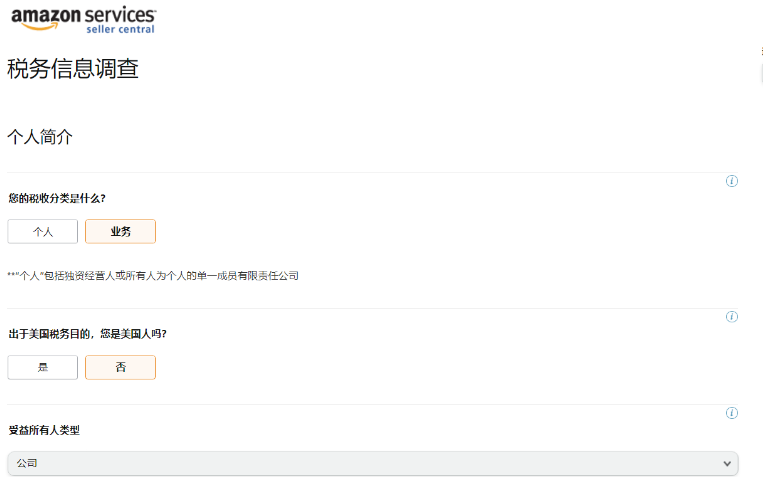 amazon services
seller central
税务信息调查
个人简介
您的税收分类是什么?
个人
业务
**"个人"包括独资经营人或所有人为个人的单一成员有限责任公司
出于美国税务目的，您是美国人吗?
是
否
受益所有人类型
公司